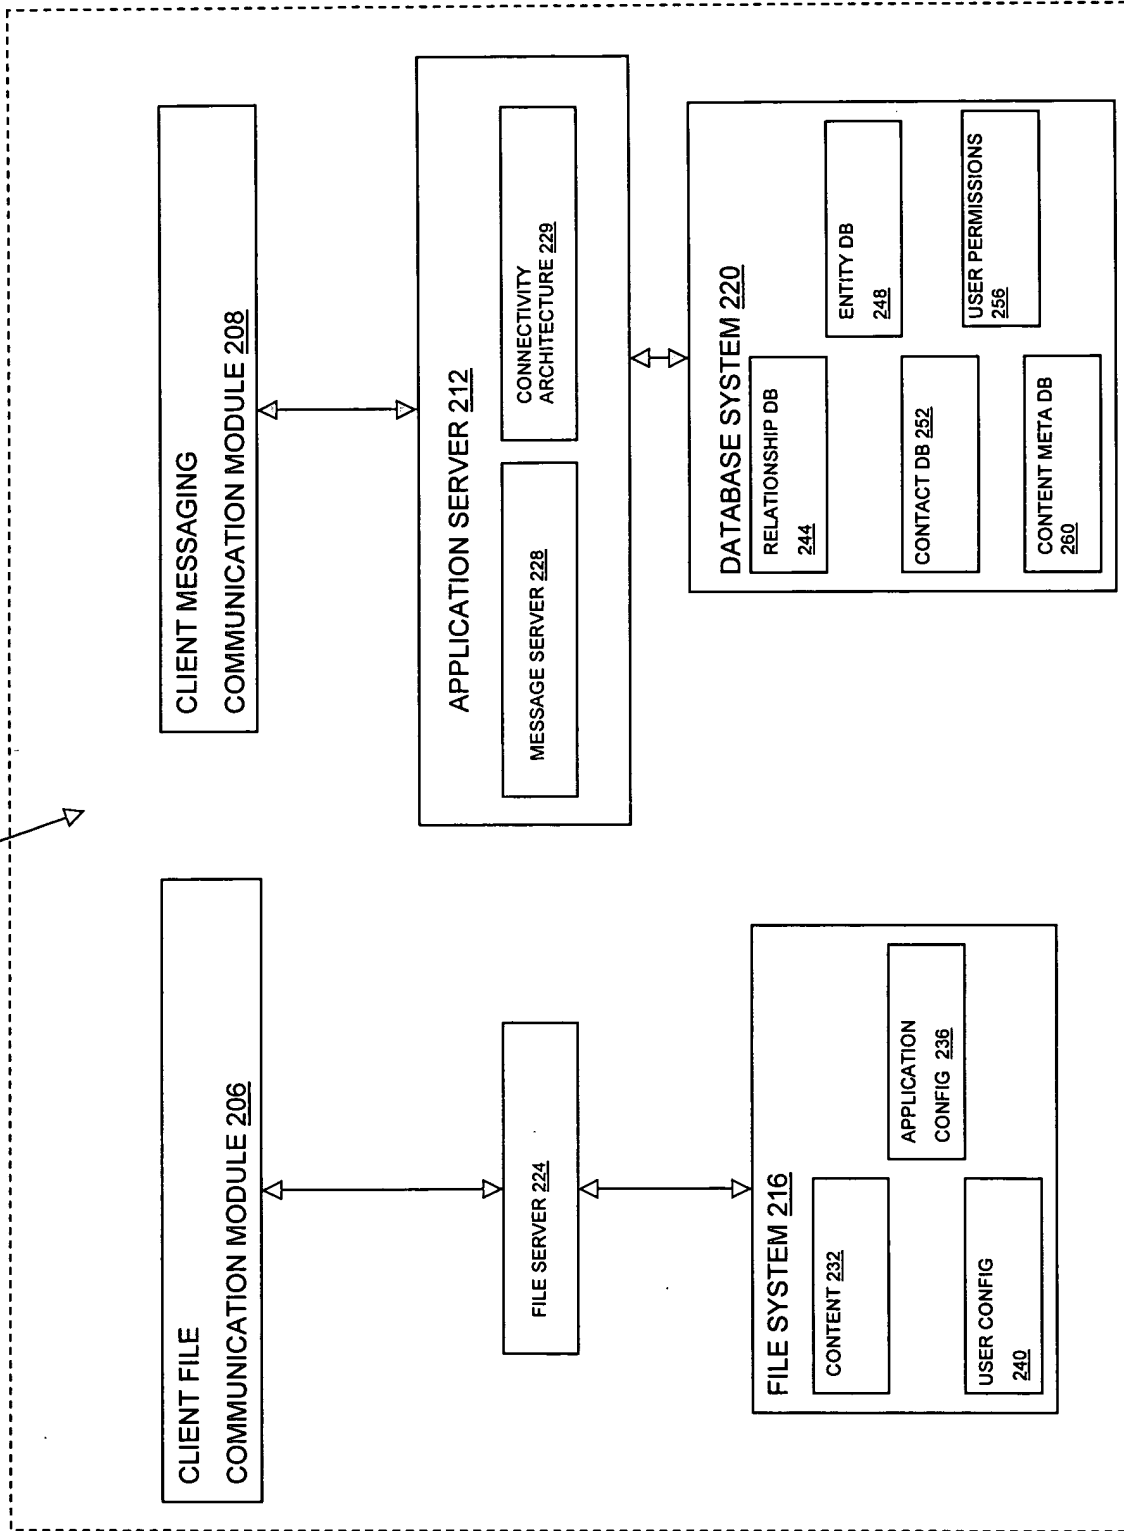 CLIENT FILE
COMMUNICATION MODULE 206
FILE SERVER 224
FILE SYSTEM 216
CONTENT 232
APPLICATION
CONFIG 236
USER CONFIG
240
CLIENT MESSAGING
COMMUNICATION MODULE 208
APPLICATION SERVER 212
MESSAGE SERVER 228
CONNECTIVITY
ARCHITECTURE 229
DATABASE SYSTEM 220
RELATIONSHIP DB
244
ENTITY DB
248
CONTACT DB 252
USER PERMISSIONS
256
CONTENT META DB
260